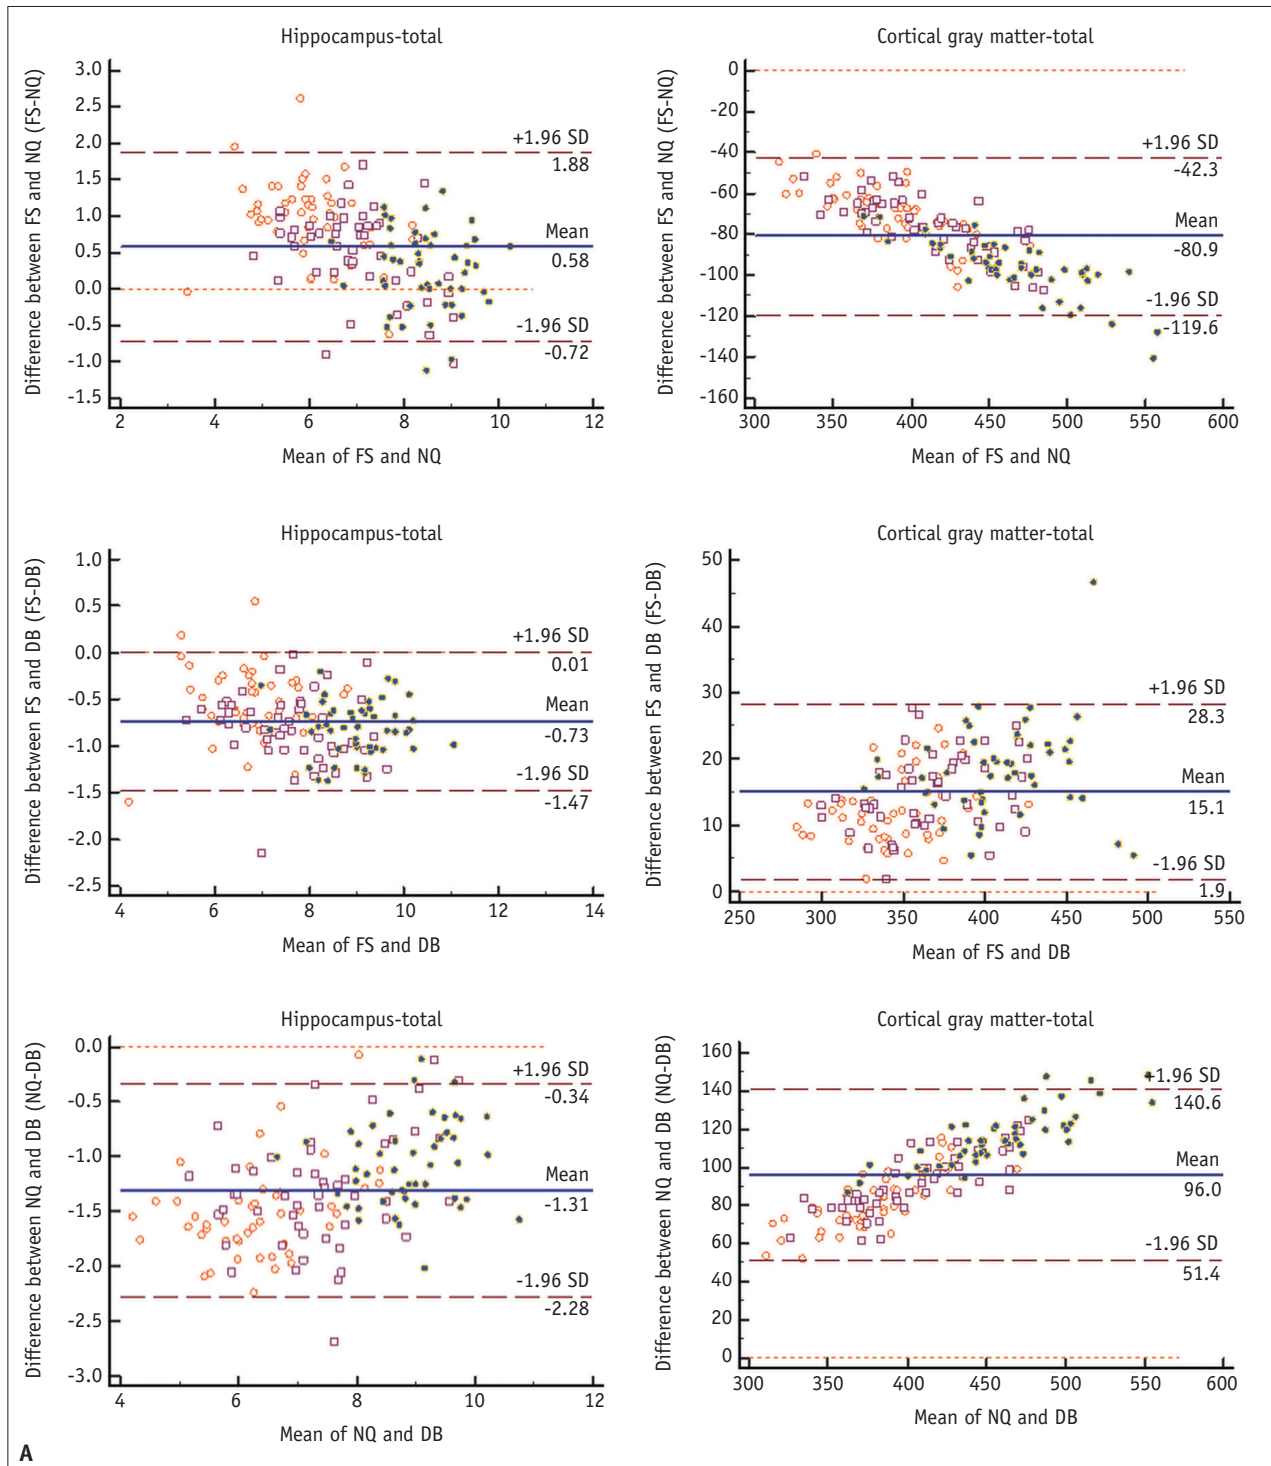 Hippocampus-total
Difference between FS and NQ (FS-NQ)
3.0
2.5
2.0
1.5
1.0
0.5
0.0
-0.5
-1.0
-1.5
+1.96 SD
1.88
Mean
0.58
-1.96 SD
-0.72
2 4 6 8 10 12
Mean of FS and NQ
Cortical gray matter-total
Difference between FS and NQ (FS-NQ)
0
-20
-40
-60
-80
-100
-120
-140
-160
+1.96 SD
-42.3
Mean
-80.9
-1.96 SD
-119.6
300 350 400 450 500 550 600
Mean of FS and NQ
Hippocampus-total
Difference between FS and DB (FS-DB)
1.0
0.5
0.0
-0.5
-1.0
-1.5
-2.0
-2.5
+1.96 SD
0.01
Mean
-0.73
-1.96 SD
-1.47
4 6 8 10 12 14
Mean of FS and DB
Cortical gray matter-total
Difference between FS and DB (FS-DB)
50
40
30
20
10
0
+1.96 SD
28.3
Mean
15.1
-1.96 SD
1.9
250 300 350 400 450 500 550
Mean of FS and DB
Hippocampus-total
Difference between NQ and DB (NQ-DB)
0.0
-0.5
-1.0
-1.5
-2.0
-2.5
-3.0
+1.96 SD
-0.34
Mean
-1.31
-1.96 SD
-2.28
4 6 8 10 12
Mean of NQ and DB
Cortical gray matter-total
Difference between NQ and DB (NQ-DB)
160
140
120
100
80
60
40
20
0
+1.96 SD
140.6
Mean
96.0
-1.96 SD
51.4
300 350 400 450 500 550 600
Mean of NQ and DB
A